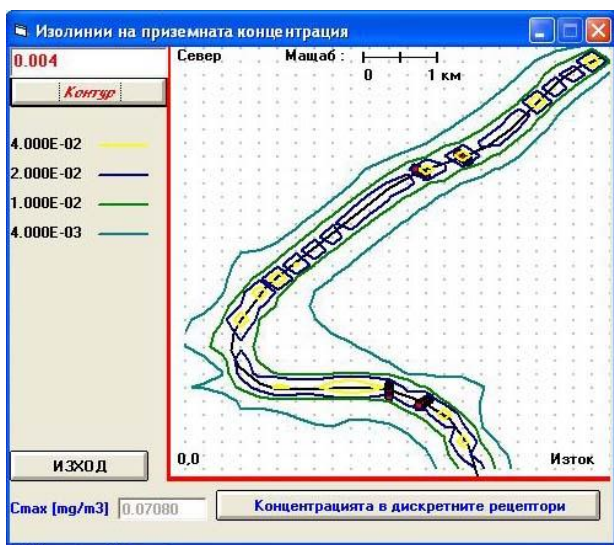 Изолинии на приземната концентрация
0.004
Контур
4.000E-02
2.000E-02
1.000E-02
4.000E-03
ИЗХОД
Север
Мащаб :
0 1 км
0,0
Изток
Cmax [mg/m3] 0.07080
Концентрацията в дискретните рецептори